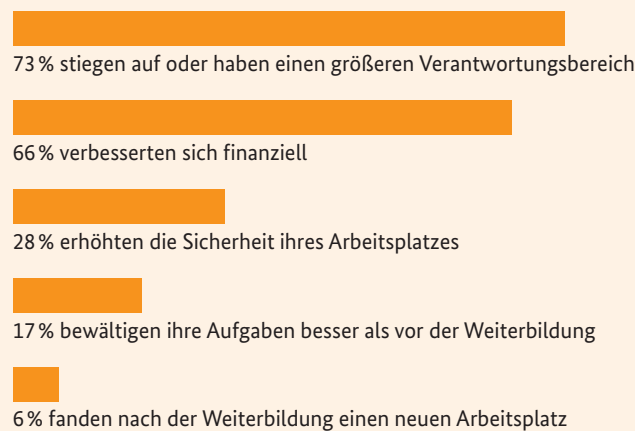 73 % stiegen auf oder haben einen größeren Verantwortungsbereich
66 % verbesserten sich finanziell
28 % erhöhten die Sicherheit ihres Arbeitsplatzes
17 % bewältigen ihre Aufgaben besser als vor der Weiterbildung
6 % fanden nach der Weiterbildung einen neuen Arbeitsplatz